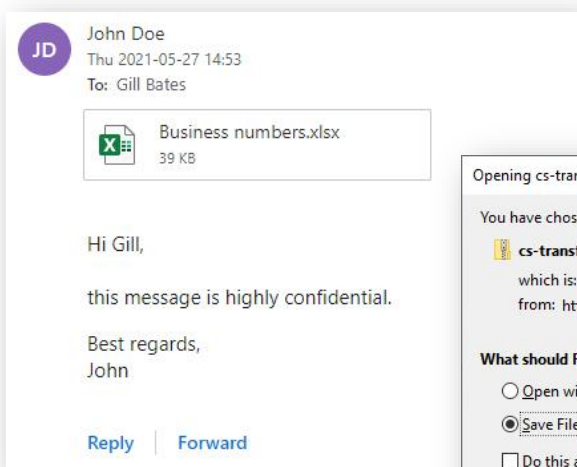 JD
John Doe
Thu 2021-05-27 14:53
To: Gill Bates
Business numbers.xlsx
39 KB
Hi Gill,
this message is highly confidential.
Best regards,
John
Reply Forward
Opening
You have
which is:
from:
What should
Open
Save File
Do this